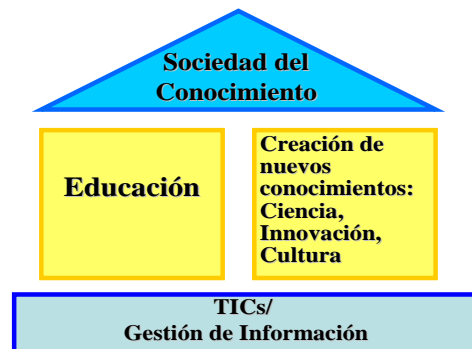 Sociedad del
Conocimiento
Educación
Creación de
nuevos
conocimientos:
Ciencia,
Innovación,
Cultura
TICs/
Gestión de Información